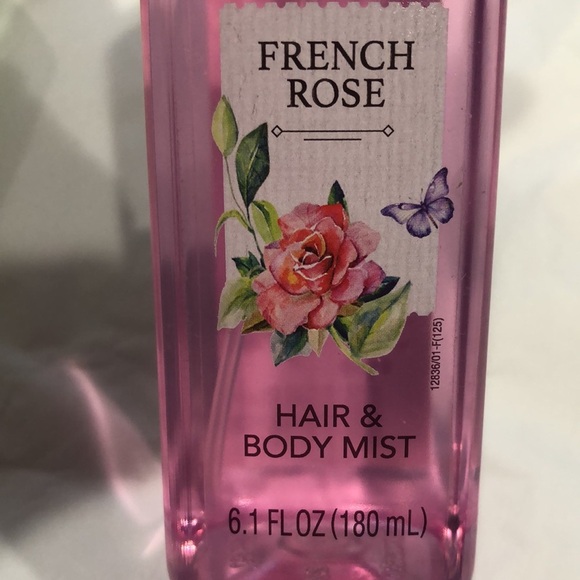 FRENCH
ROSE
12836/01-F(125)
HAIR &
BODY MIST
6.1 FL OZ (180 mL)